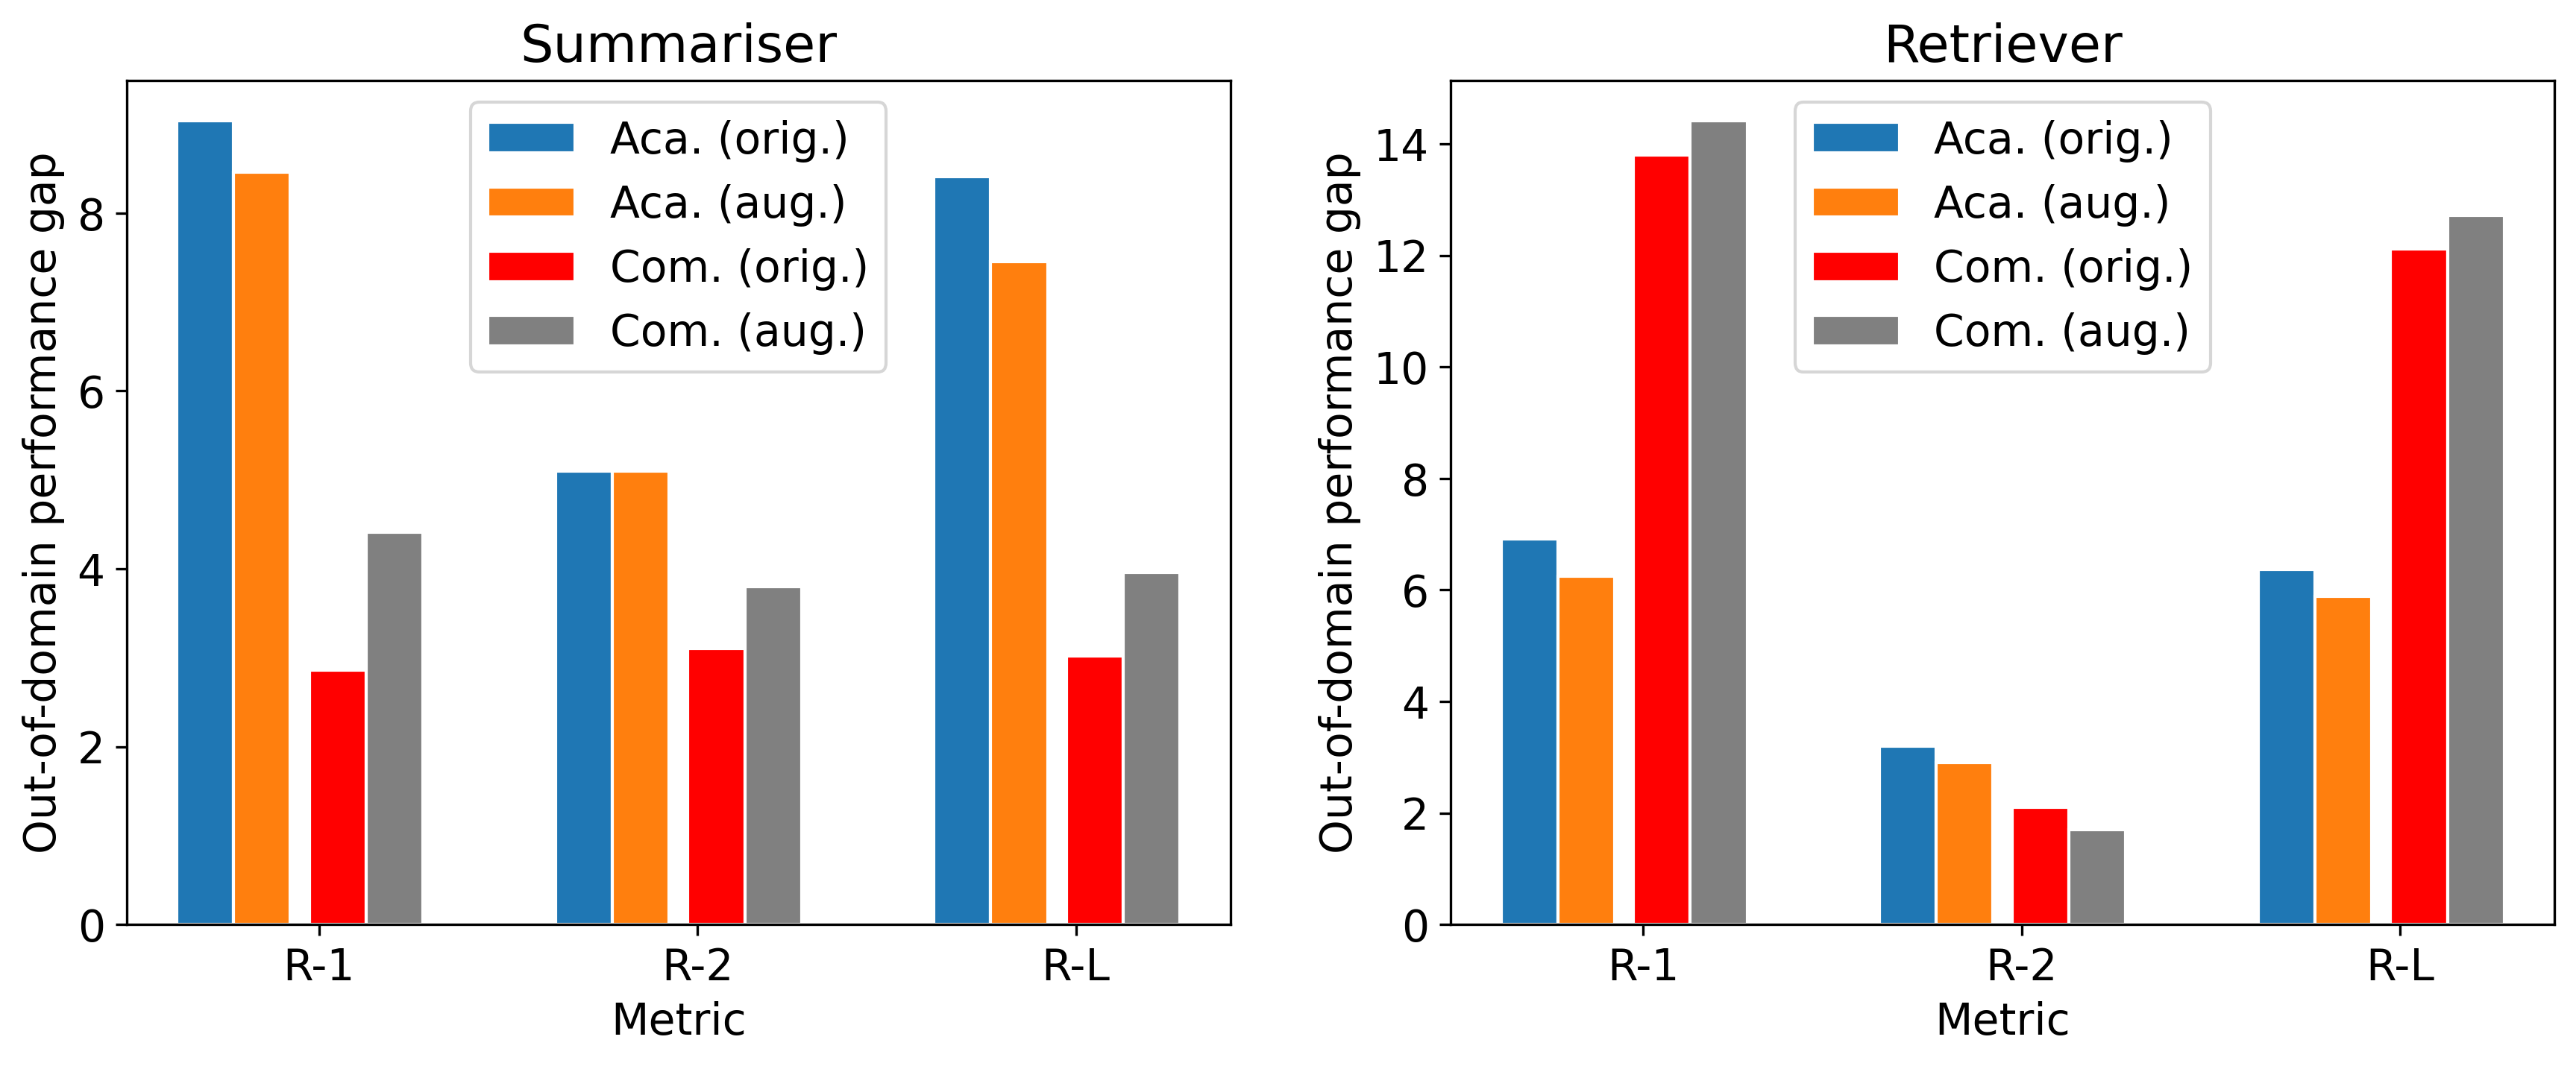 Summariser
Out-of-domain performance gap
8
6
4
2
0
Aca. (orig.)
Aca. (aug.)
Com. (orig.)
Com. (aug.)
R-1
R-2
R-L
Metric
Retriever
Out-of-domain performance gap
14
12
10
8
6
4
2
0
Aca. (orig.)
Aca. (aug.)
Com. (orig.)
Com. (aug.)
R-1
R-2
R-L
Metric